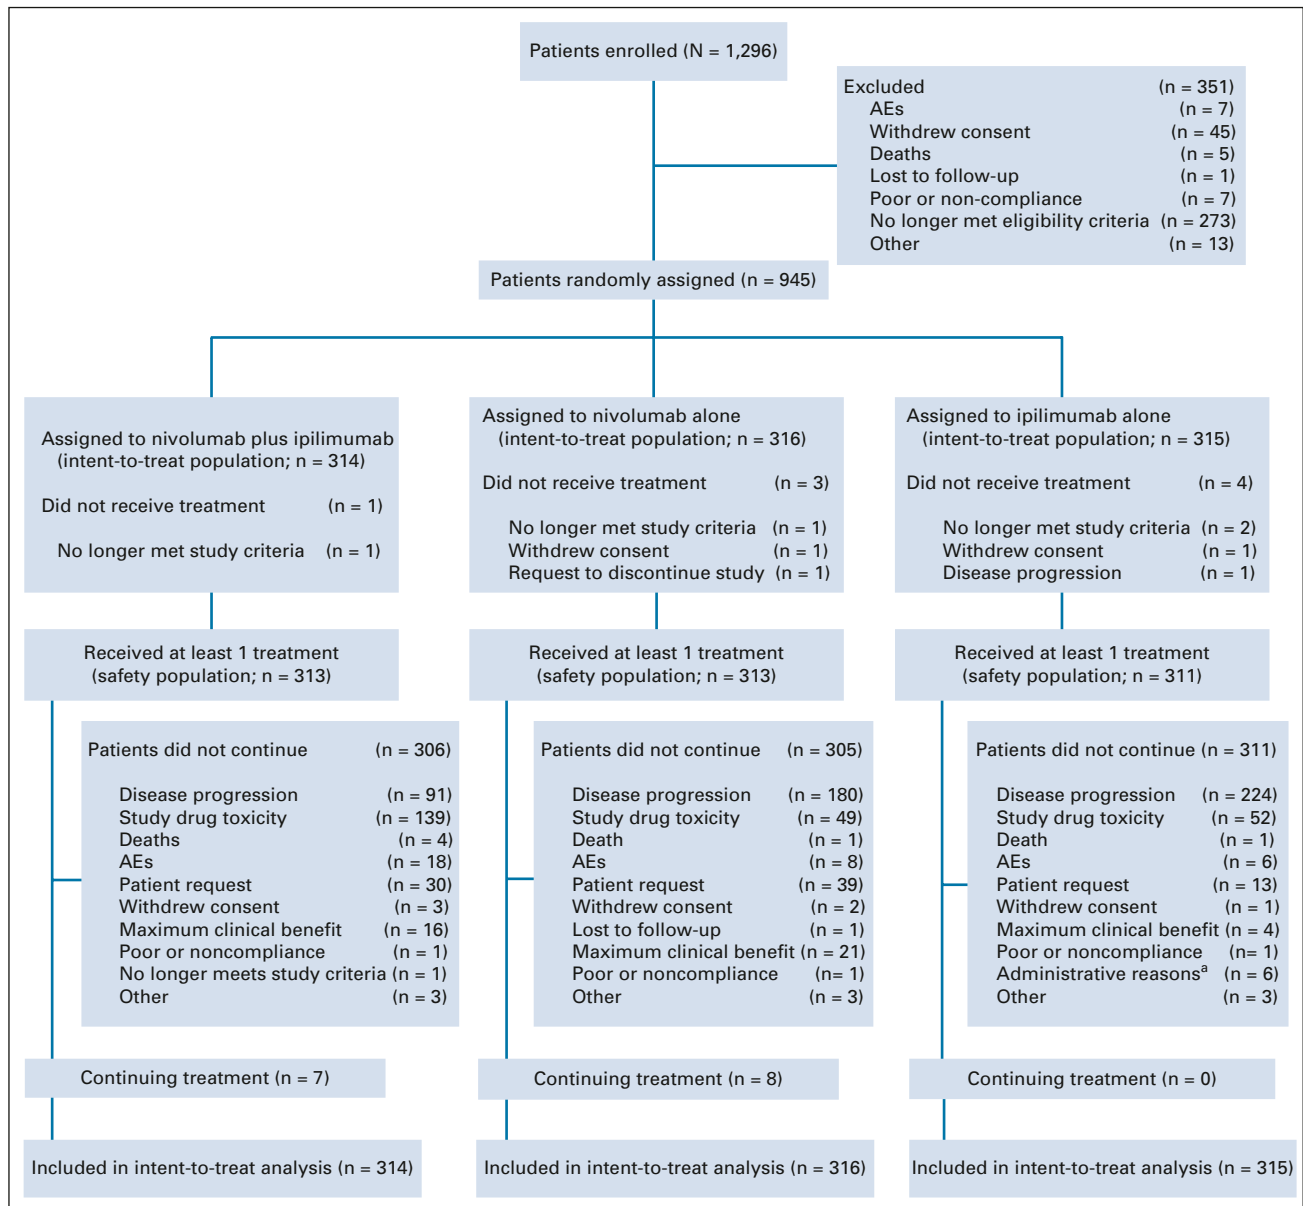 Patients enrolled (N = 1,296)
Excluded (n = 351)
AEs (n = 7)
Withdrew consent (n = 45)
Deaths (n = 5)
Lost to follow-up (n = 1)
Poor or non-compliance (n = 7)
No longer met eligibility criteria (n = 273)
Other (n = 13)
Patients randomly assigned (n = 945)
Assigned to nivolumab plus ipilimumab
(intent-to-treat population; n = 314)
Did not receive treatment (n = 1)
No longer met study criteria (n = 1)
Assigned to nivolumab alone
(intent-to-treat population; n = 316)
Did not receive treatment (n = 3)
No longer met study criteria (n = 1)
Withdrew consent (n = 1)
Request to discontinue study (n = 1)
Assigned to ipilimumab alone
(intent-to-treat population; n = 315)
Did not receive treatment (n = 4)
No longer met study criteria (n = 2)
Withdrew consent (n = 1)
Disease progression (n = 1)
Received at least 1 treatment
(safety population; n = 313)
Received at least 1 treatment
(safety population; n = 313)
Received at least 1 treatment
(safety population; n = 311)
Patients did not continue (n = 306)
Disease progression (n = 91)
Study drug toxicity (n = 139)
Deaths (n = 4)
AEs (n = 18)
Patient request (n = 30)
Withdrew consent (n = 3)
Maximum clinical benefit (n = 16)
Poor or noncompliance (n = 1)
No longer meets study criteria (n = 1)
Other (n = 3)
Patients did not continue (n = 305)
Disease progression (n = 180)
Study drug toxicity (n = 49)
Death (n = 1)
AEs (n = 8)
Patient request (n = 39)
Withdrew consent (n = 2)
Lost to follow-up (n = 1)
Maximum clinical benefit (n = 21)
Poor or noncompliance (n= 1)
Other (n = 3)
Patients did not continue (n = 311)
Disease progression (n = 224)
Study drug toxicity (n = 52)
Death (n = 1)
AEs (n = 6)
Patient request (n = 13)
Withdrew consent (n = 1)
Maximum clinical benefit (n = 4)
Poor or noncompliance (n= 1)
Administrative reasonsᵃ (n = 6)
Other (n = 3)
Continuing treatment (n = 7)
Continuing treatment (n = 8)
Continuing treatment (n = 0)
Included in intent-to-treat analysis (n = 314)
Included in intent-to-treat analysis (n = 316)
Included in intent-to-treat analysis (n = 315)